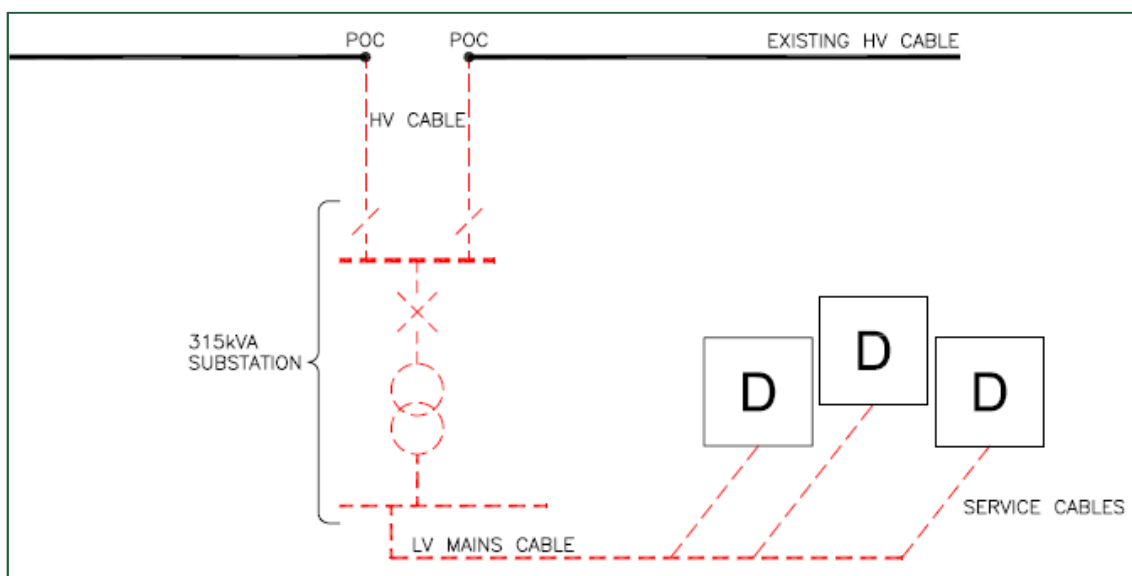 POC
POC
EXISTING HV CABLE
HV CABLE
315kVA
SUBSTATION
D
D
D
SERVICE CABLES
LV MAINS CABLE